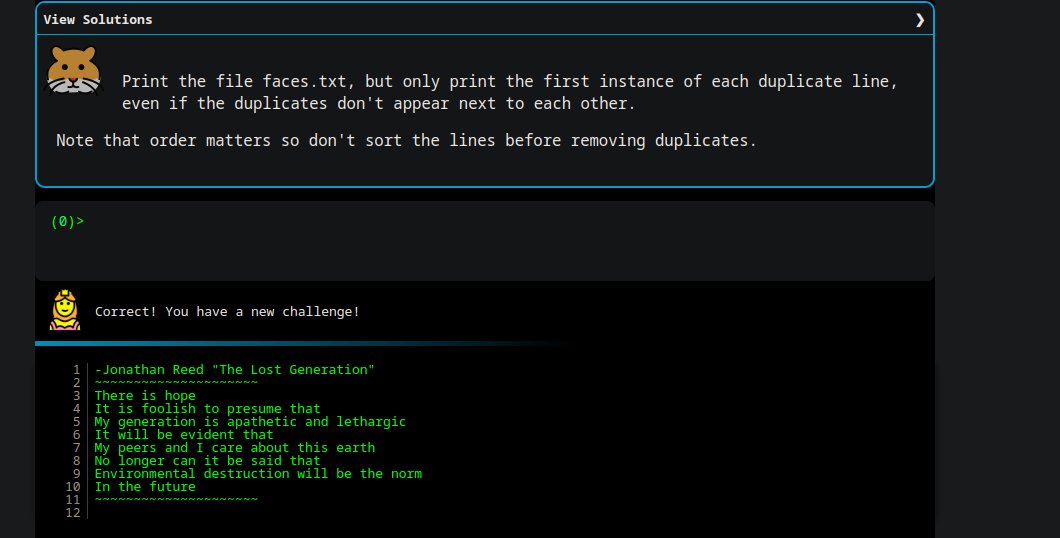 View Solutions ❯
Print the file faces.txt, but only print the first instance of each duplicate line,
even if the duplicates don't appear next to each other.
Note that order matters so don't sort the lines before removing duplicates.
(0)>
Correct! You have a new challenge!
1 -Jonathan Reed "The Lost Generation"
2 ~~~~~~~~~~~~~~~~~~~~~
3 There is hope
4 It is foolish to presume that
5 My generation is apathetic and lethargic
6 It will be evident that
7 My peers and I care about this earth
8 No longer can it be said that
9 Environmental destruction will be the norm
10 In the future
11 ~~~~~~~~~~~~~~~~~~~~~
12